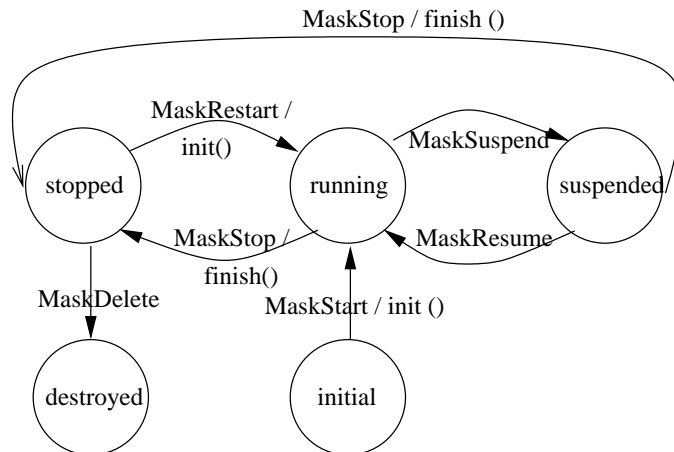 MaskStop / finish ()
MaskRestart /
init()
MaskSuspend
stopped
running
suspended
MaskStop /
finish()
MaskResume
MaskDelete
MaskStart / init ()
destroyed
initial